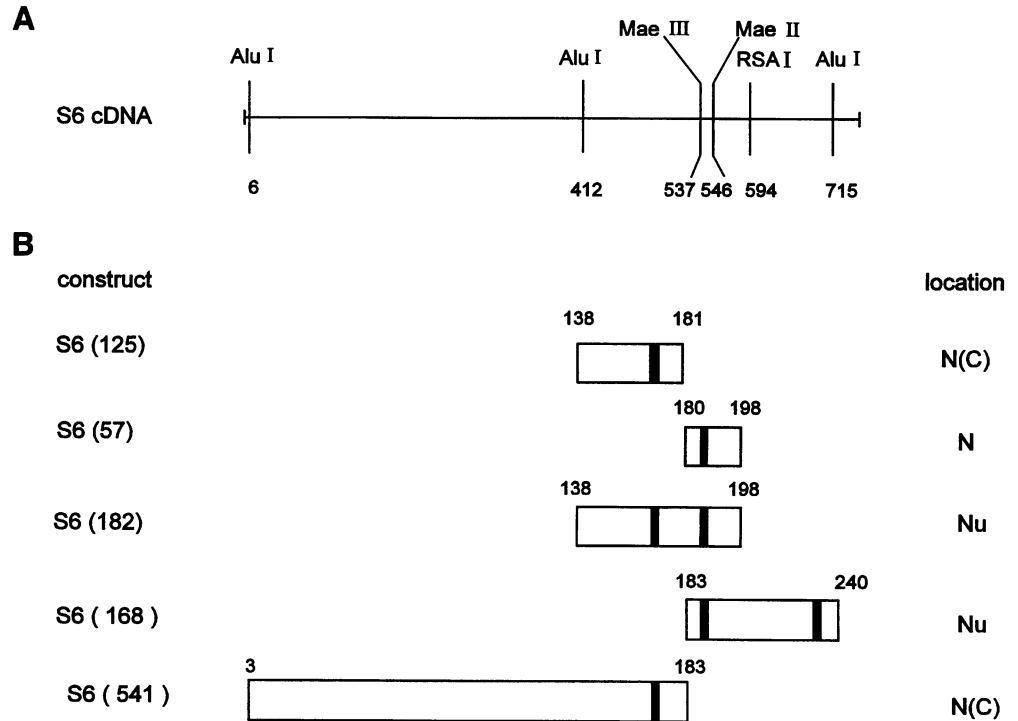 A
Mae III Mae II
Alu I Alu I RSA I Alu I
S6 cDNA
6 412 537 546 594 715
B
construct location
138 181
S6 (125) N(C)
180 198
S6 (57) N
138 198
S6 (182) Nu
183 240
S6 ( 168 ) Nu
3 183
S6 ( 541 ) N(C)